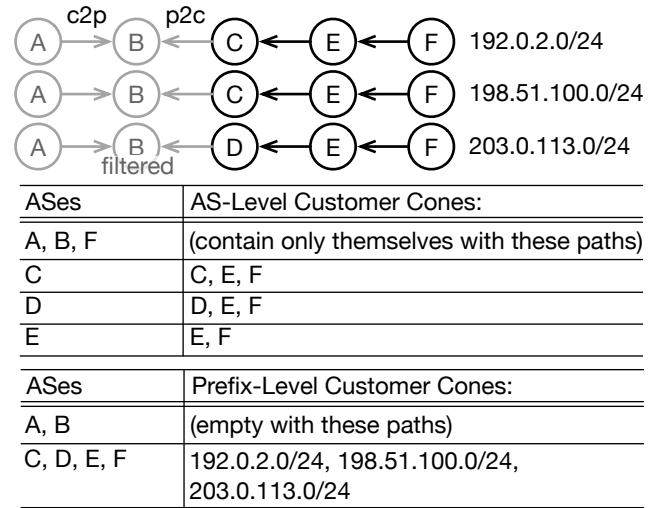 c2p p2c
A B C E F 192.0.2.0/24
A B C E F 198.51.100.0/24
A B D E F 203.0.113.0/24
filtered
ASes AS-Level Customer Cones:
A, B, F (contain only themselves with these paths)
C C, E, F
D D, E, F
E E, F
ASes Prefix-Level Customer Cones:
A, B (empty with these paths)
C, D, E, F 192.0.2.0/24, 198.51.100.0/24,
203.0.113.0/24